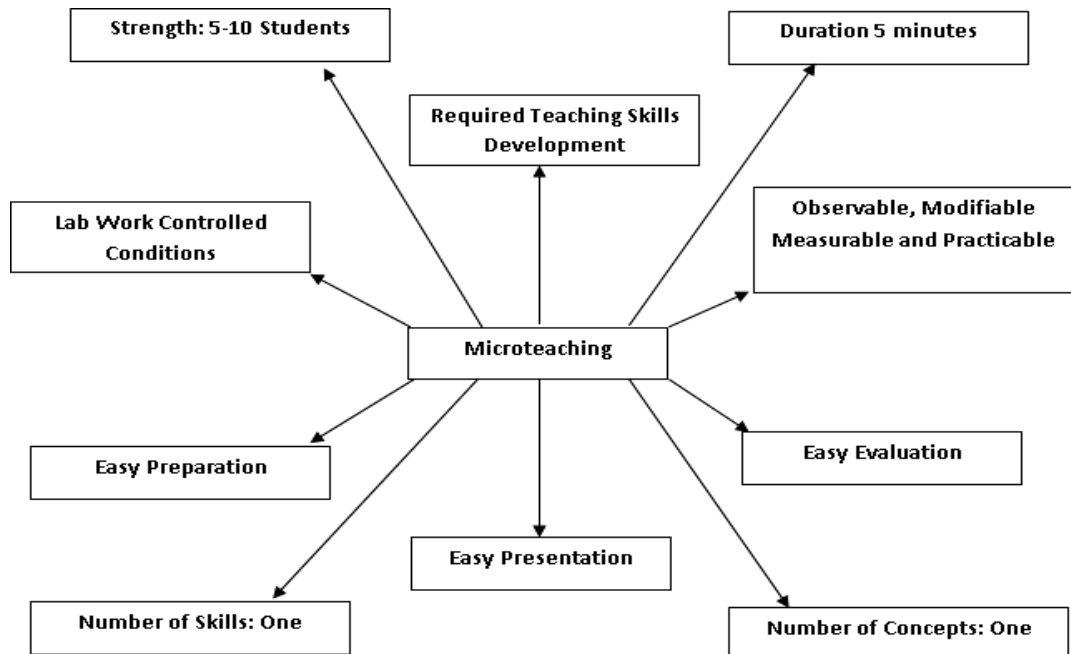 Strength: 5-10 Students
Duration 5 minutes
Required Teaching Skills
Development
Lab Work Controlled
Conditions
Observable, Modifiable
Measurable and Practicable
Microteaching
Easy Preparation
Easy Evaluation
Easy Presentation
Number of Skills: One
Number of Concepts: One